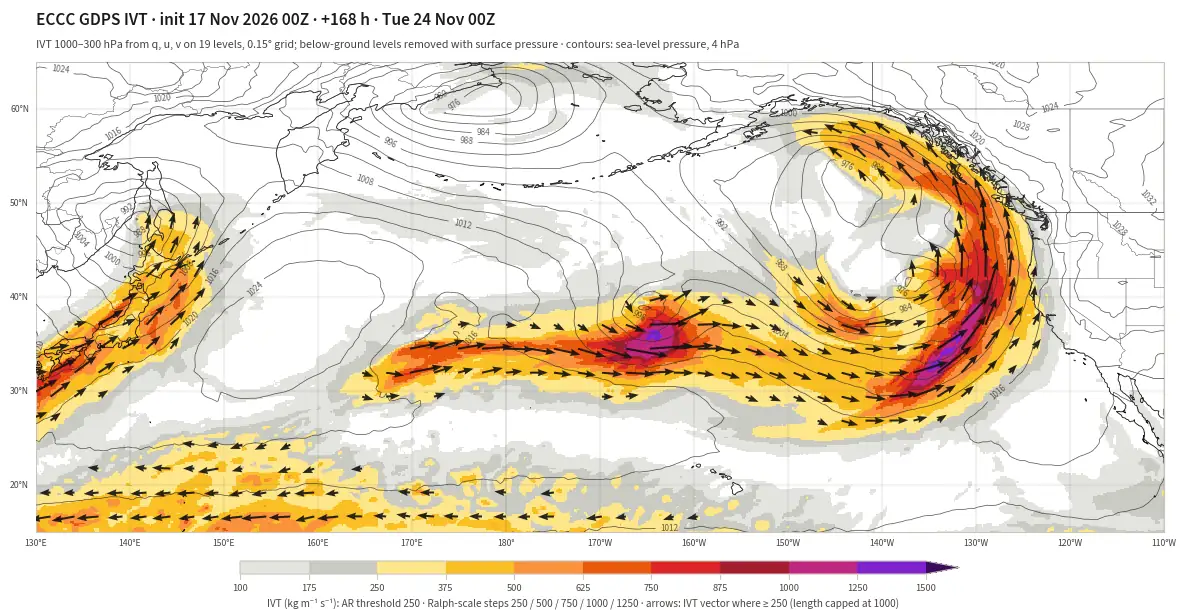 ECCC GDPS IVT · init 17 Nov 2026 00Z · +168 h · Tue 24 Nov 00Z
IVT 1000–300 hPa from q, u, v on 19 levels, 0.15° grid; below-ground levels removed with surface pressure · contours: sea-level pressure, 4 hPa
1024
1020
1016
976
984
988
996
1008
1012
992
1000
1020
1024
1028
1020
1032
1028
60°N
50°N
40°N
30°N
20°N
1004
1000
1016
1020
1024
1016
988
976
984
1004
1016
1012
130°E
140°E
150°E
160°E
170°E
180°
170°W
160°W
150°W
140°W
130°W
120°W
110°W
100
175
250
375
500
625
750
875
1000
1250
1500
IVT (kg m⁻¹ s⁻¹): AR threshold 250 · Ralph-scale steps 250 / 500 / 750 / 1000 / 1250 · arrows: IVT vector where ≥ 250 (length capped at 1000)